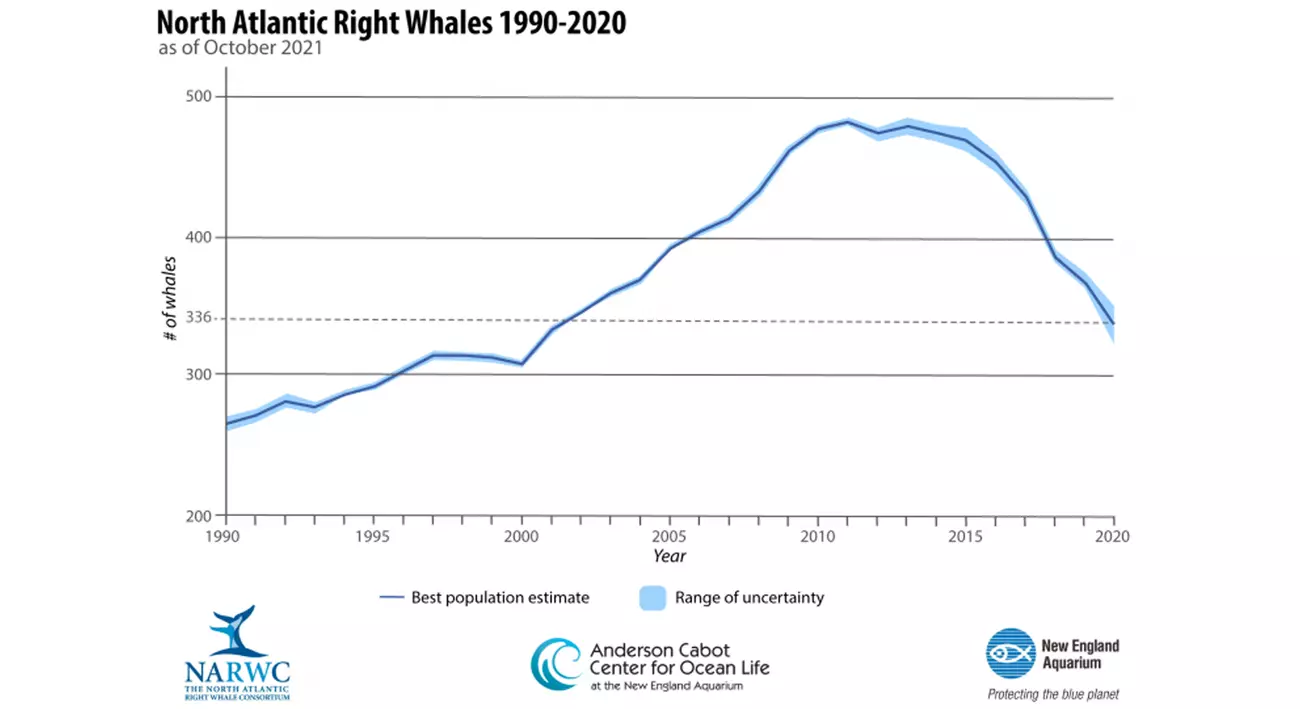 North Atlantic Right Whales 1990-2020
as of October 2021
500
400
336
300
200
# of whales
1990 1995 2000 2005 2010 2015 2020
Year
Best population estimate Range of uncertainty
NARWC
THE NORTH ATLANTIC
RIGHT WHALE CONSORTIUM
Anderson Cabot
Center for Ocean Life
at the New England Aquarium
New England
Aquarium
Protecting the blue planet